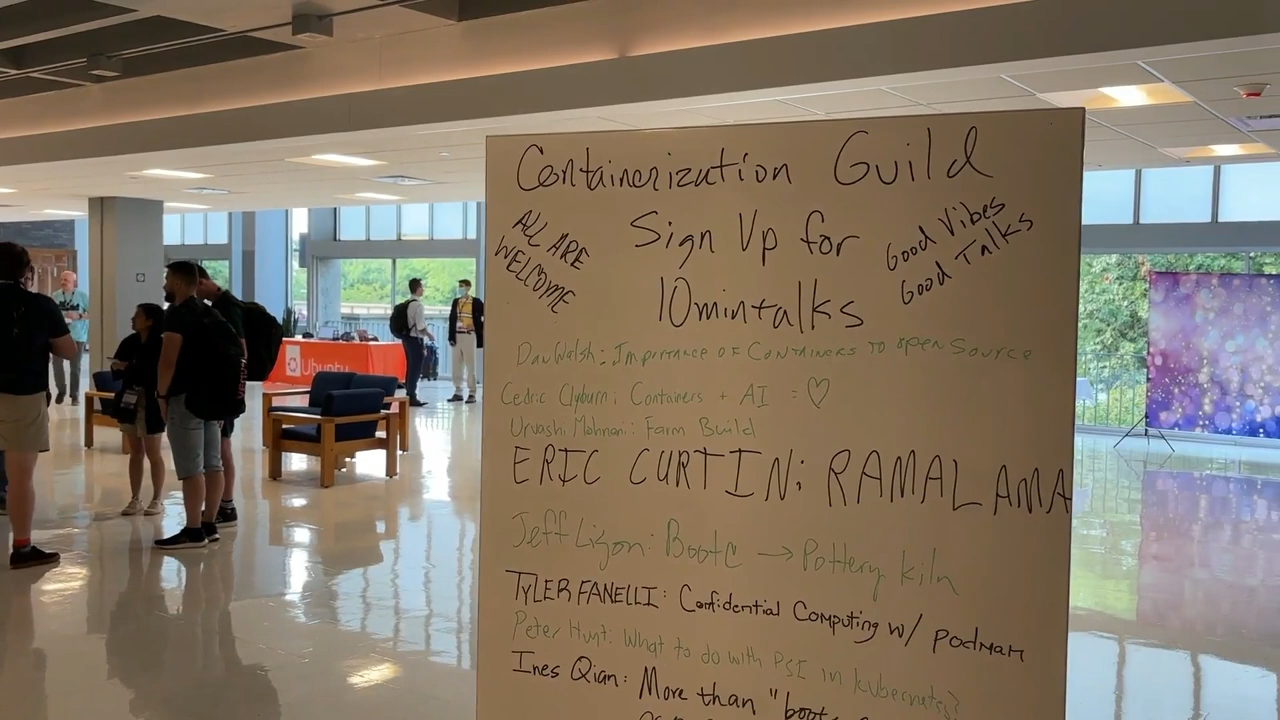 Containerization Guild
ALL ARE
WELCOME
Sign Up for
10mintalks
Good Vibes
Good Talks
Dan Walsh: Importance of Containers to open Source
Cedric Clyburn: Containers + AI = ♡
Urvashi Mohnani: Farm Build
ERIC CURTIN: RAMALAMA
Jeff Ligon: Bootc → Pottery kiln
TYLER FANELLI: Confidential Computing w/ podman
Peter Hunt: What to do with PSI in kubernetes?
Ines Qian: More than "boot
Ubuntu